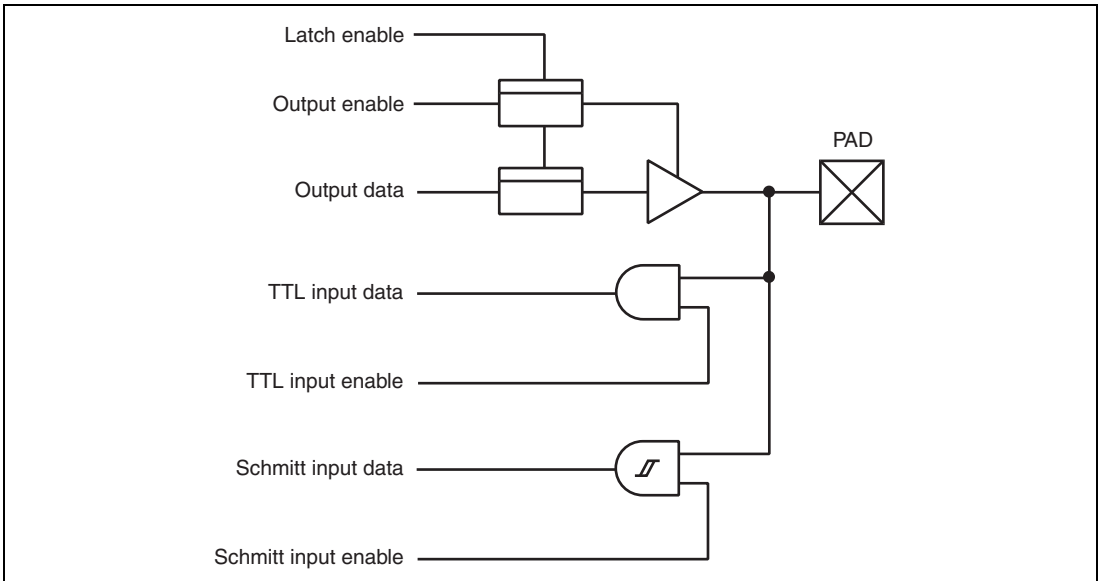 Latch enable
Output enable
PAD
Output data
TTL input data
TTL input enable
Schmitt input data
Schmitt input enable